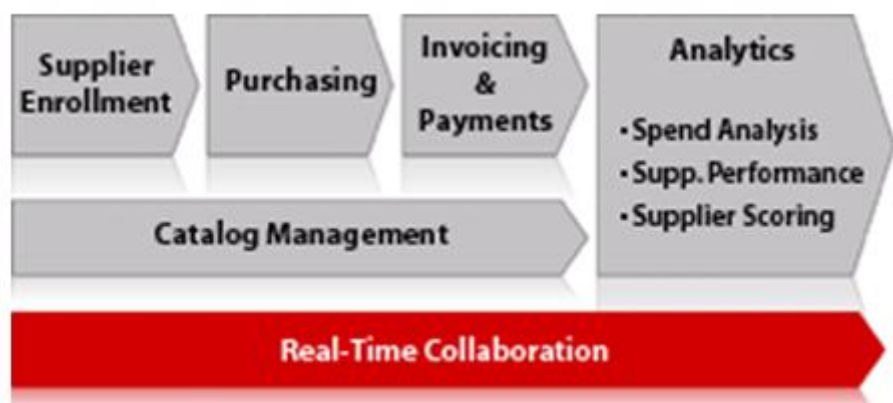 Supplier
Enrollment
Purchasing
Invoicing
&
Payments
Analytics
• Spend Analysis
• Supp. Performance
• Supplier Scoring
Catalog Management
Real-Time Collaboration